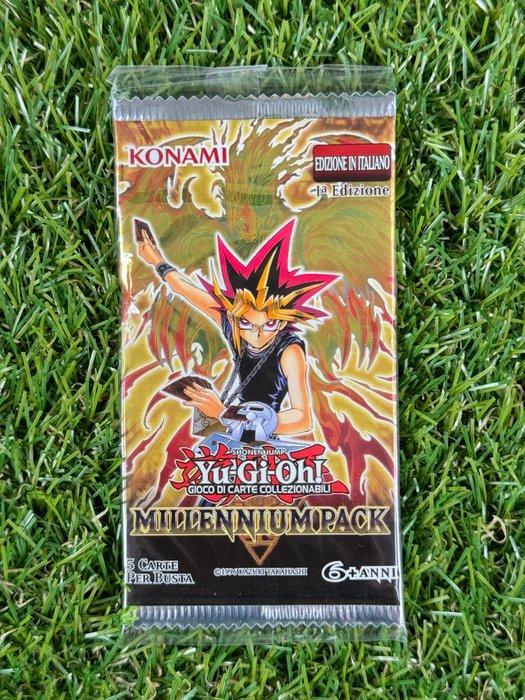 KONAMI
EDIZIONE IN ITALIANO
1ª Edizione
SHONEN JUMP
Yu-Gi-Oh!
GIOCO DI CARTE COLLEZIONABILI
MILLENNIUM PACK
5 CARTE
PER BUSTA
©1996 KAZUKI TAKAHASHI
6+ANNI